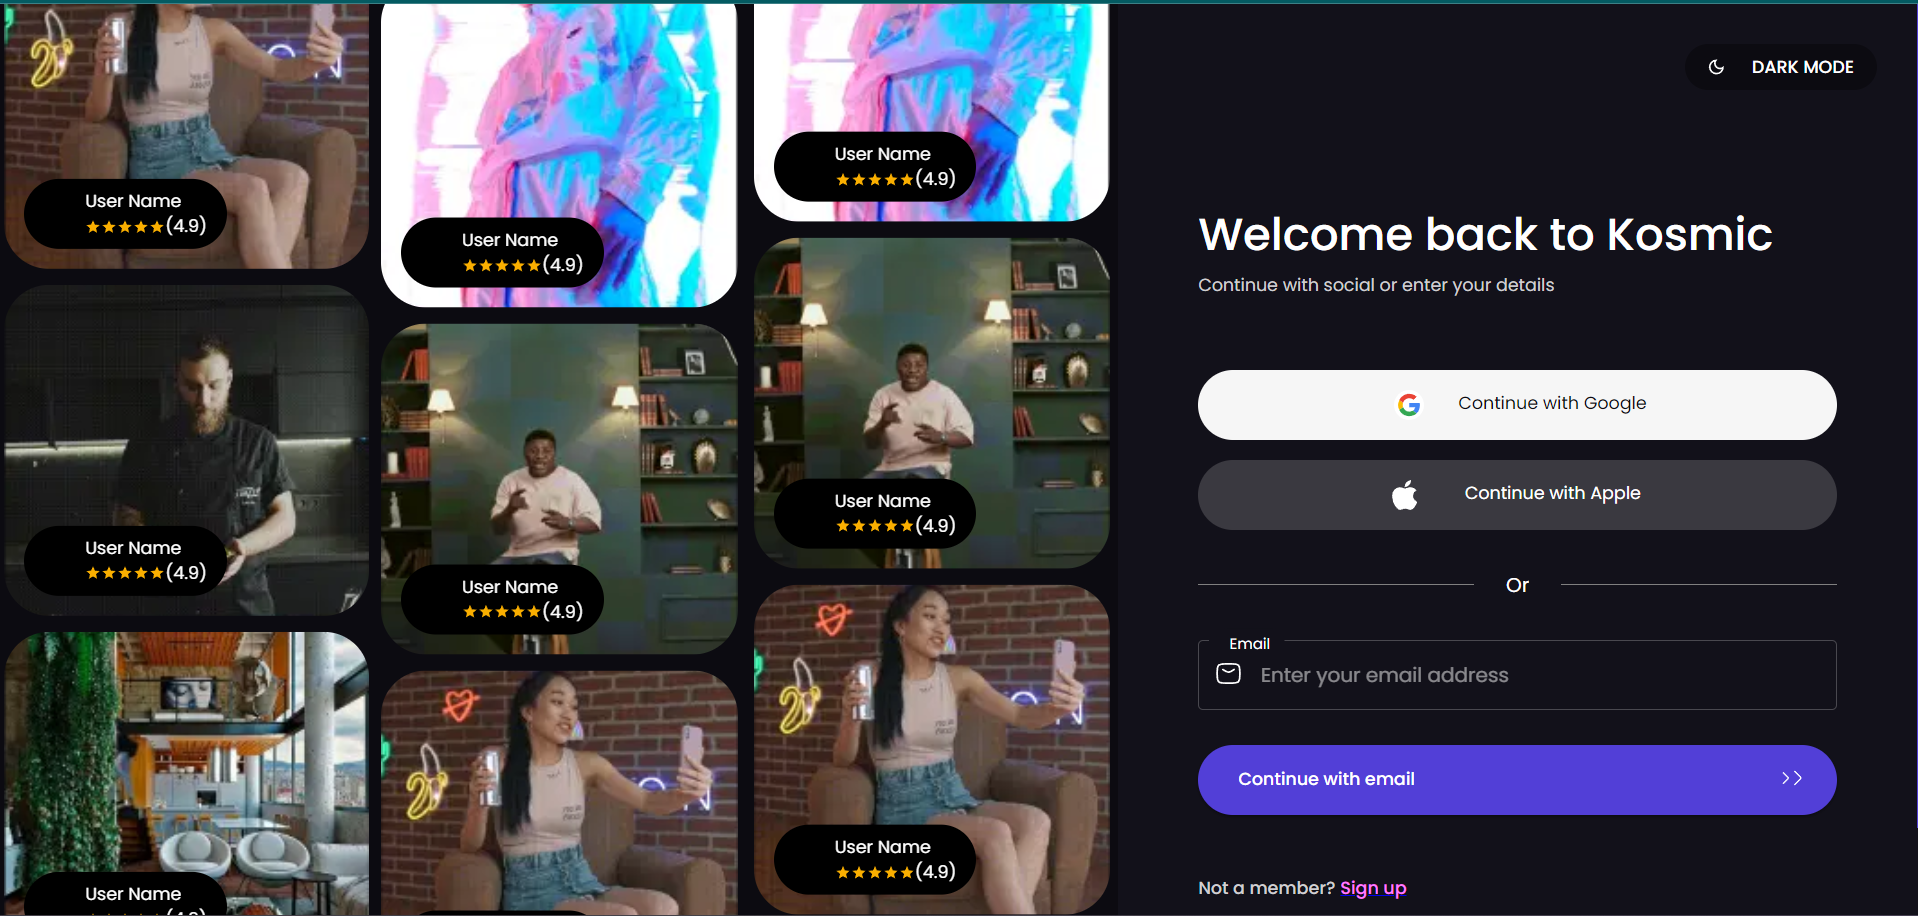 User Name
★★★★★(4.9)
User Name
★★★★★(4.9)
User Name
User Name
★★★★★(4.9)
User Name
★★★★★(4.9)
User Name
★★★★★(4.9)
User Name
★★★★★(4.9)
User Name
★★★★★(4.9)
DARK MODE
Welcome back to Kosmic
Continue with social or enter your details
Continue with Google
Continue with Apple
Or
Email
Enter your email address
Continue with email
Not a member? Sign up